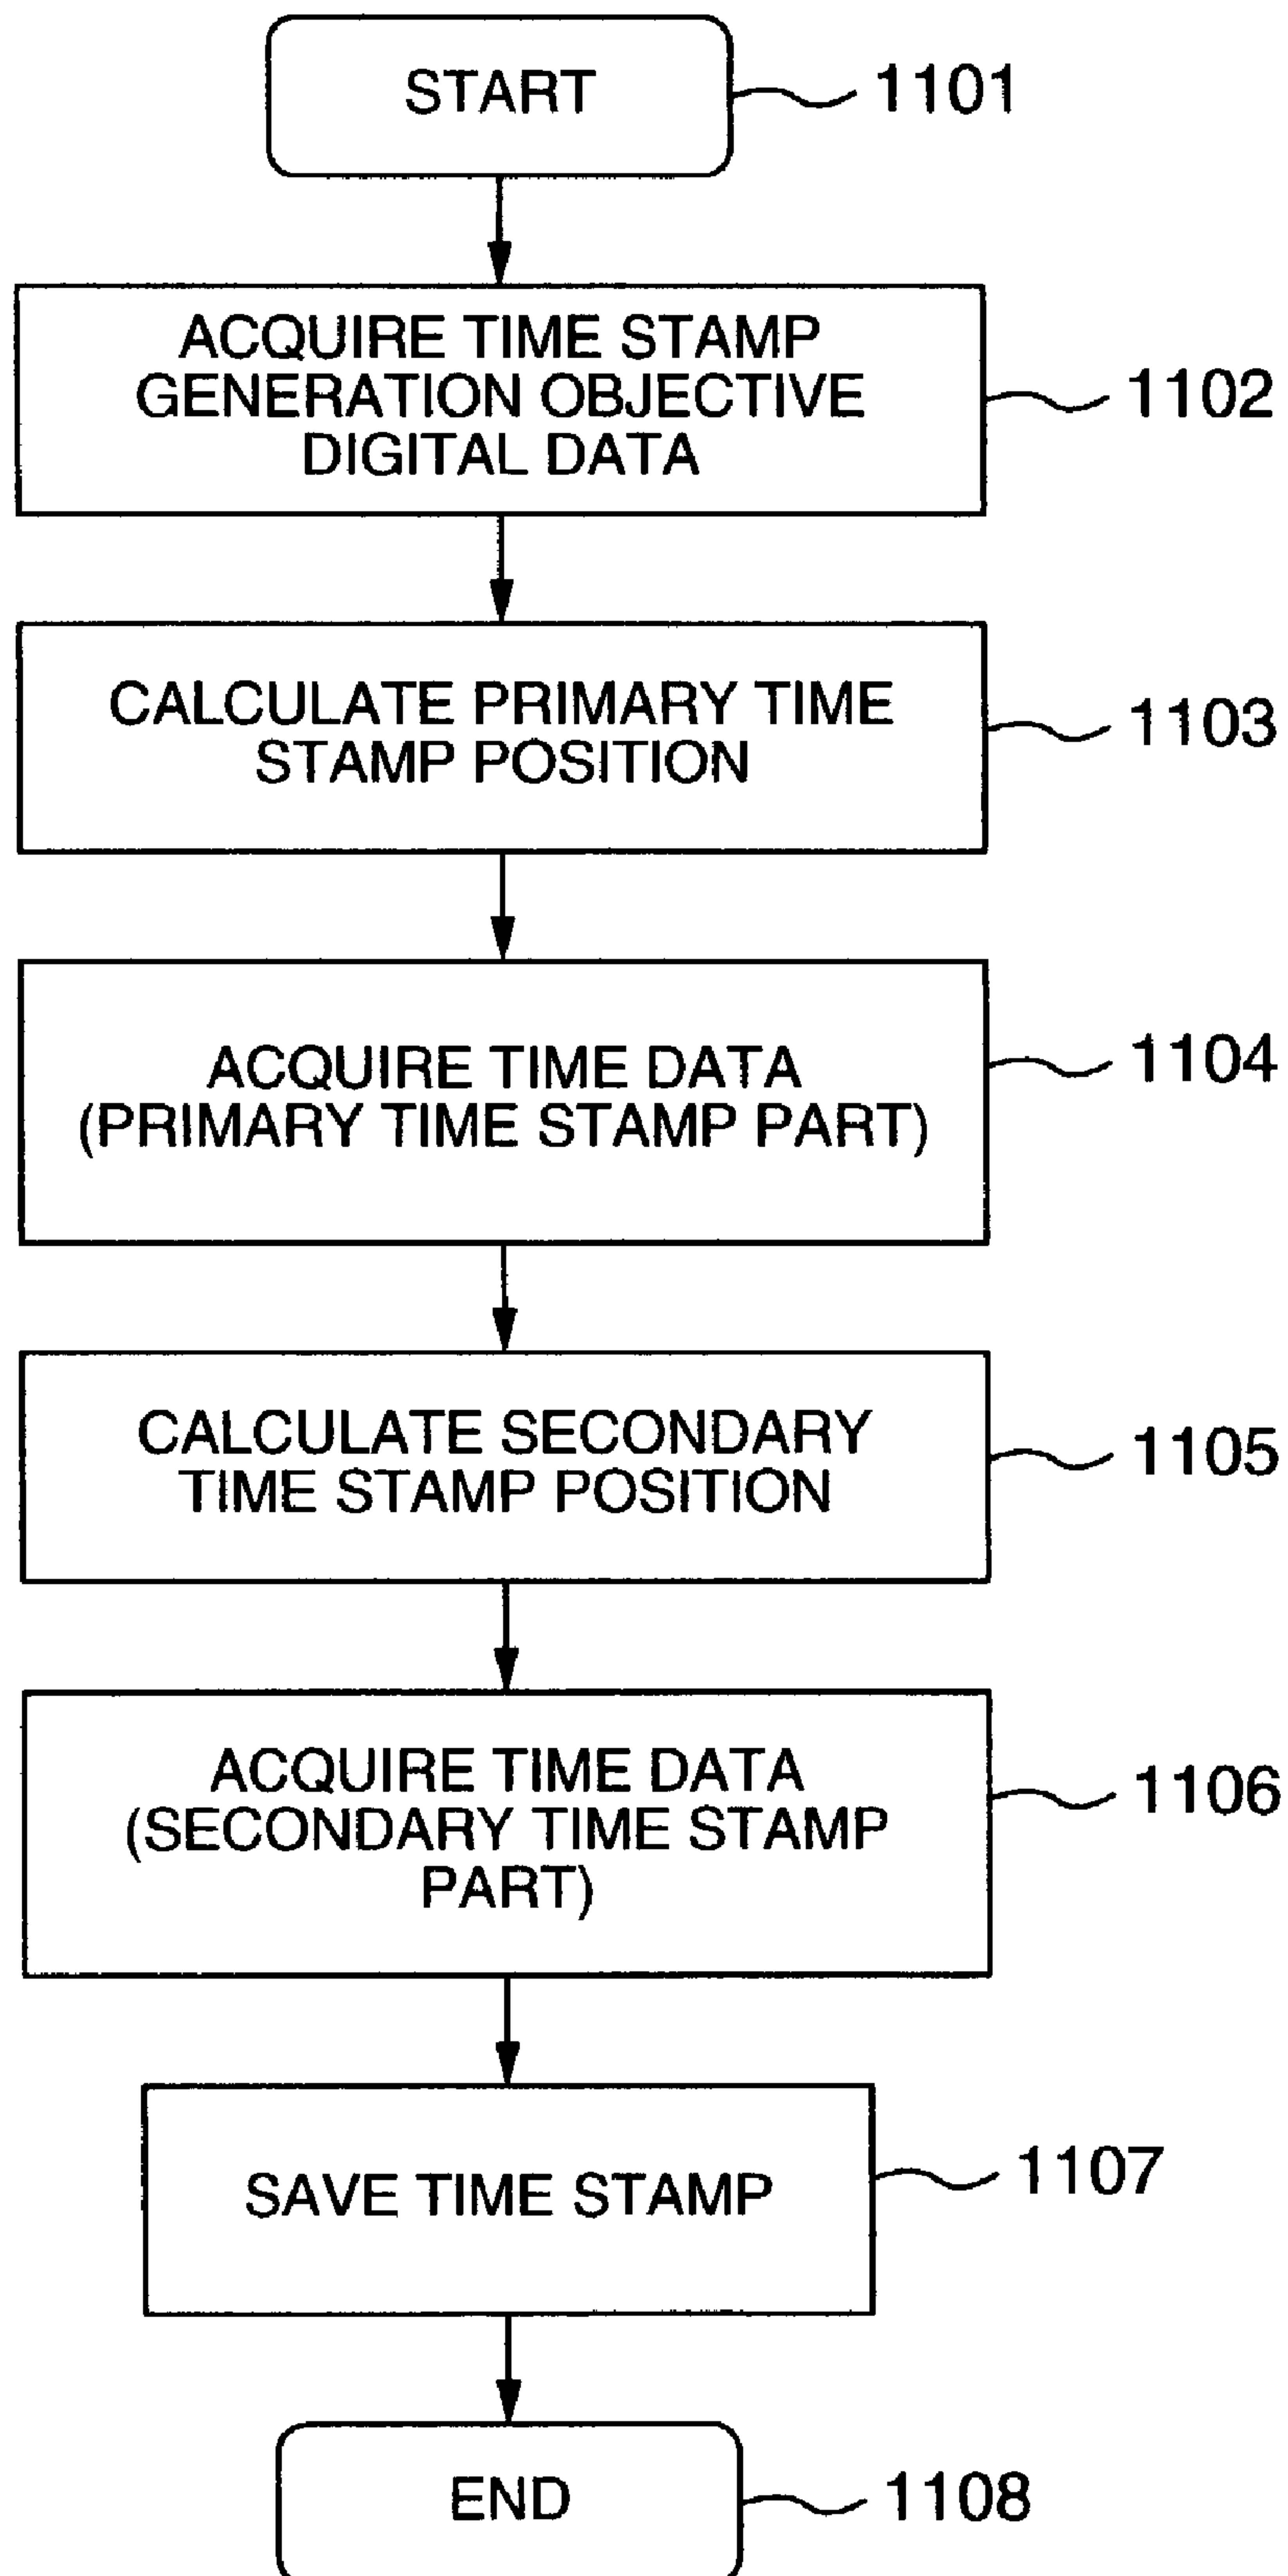 START
1101
ACQUIRE TIME STAMP
GENERATION OBJECTIVE
DIGITAL DATA
1102
CALCULATE PRIMARY TIME
STAMP POSITION
1103
ACQUIRE TIME DATA
(PRIMARY TIME STAMP PART)
1104
CALCULATE SECONDARY
TIME STAMP POSITION
1105
ACQUIRE TIME DATA
(SECONDARY TIME STAMP
PART)
1106
SAVE TIME STAMP
1107
END
1108